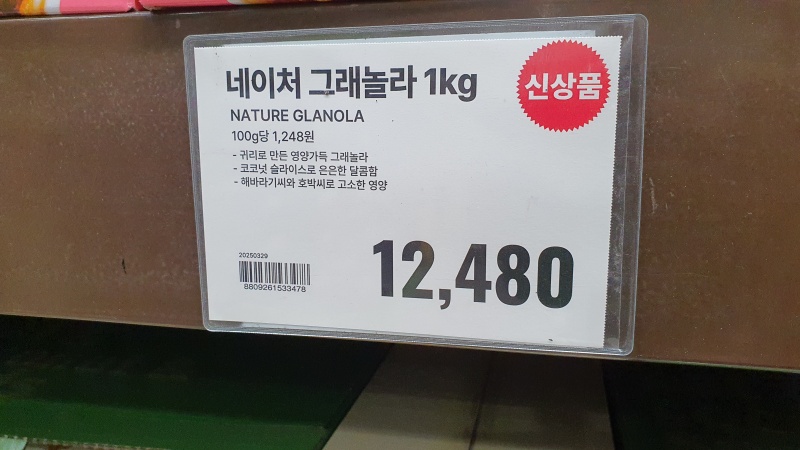 네이처 그래놀라 1kg
신상품
NATURE GLANOLA
100g당 1,248원
- 귀리로 만든 영양가득 그래놀라
- 코코넛 슬라이스로 은은한 달콤함
- 해바라기씨와 호박씨로 고소한 영양
20250329
8809261533478
12,480